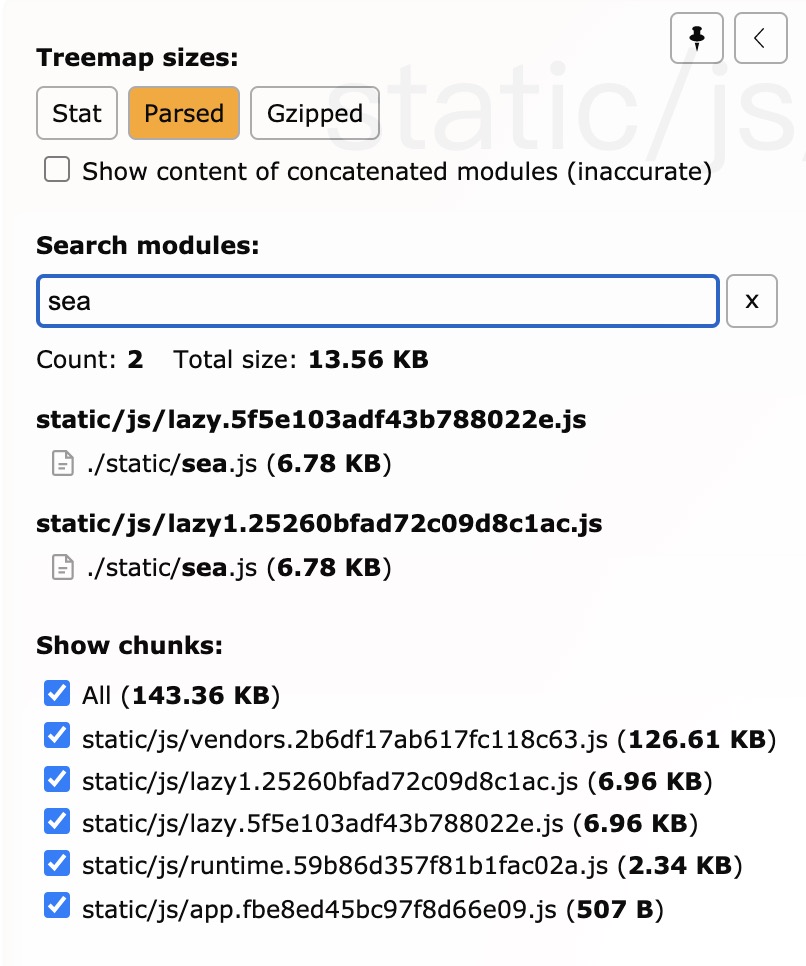 Treemap sizes:
Stat Parsed Gzipped
static/js/
Show content of concatenated modules (inaccurate)
Search modules:
sea x
Count: 2 Total size: 13.56 KB
static/js/lazy.5f5e103adf43b788022e.js
./static/sea.js (6.78 KB)
static/js/lazy1.25260bfad72c09d8c1ac.js
./static/sea.js (6.78 KB)
Show chunks:
All (143.36 KB)
static/js/vendors.2b6df17ab617fc118c63.js (126.61 KB)
static/js/lazy1.25260bfad72c09d8c1ac.js (6.96 KB)
static/js/lazy.5f5e103adf43b788022e.js (6.96 KB)
static/js/runtime.59b86d357f81b1fac02a.js (2.34 KB)
static/js/app.fbe8ed45bc97f8d66e09.js (507 B)